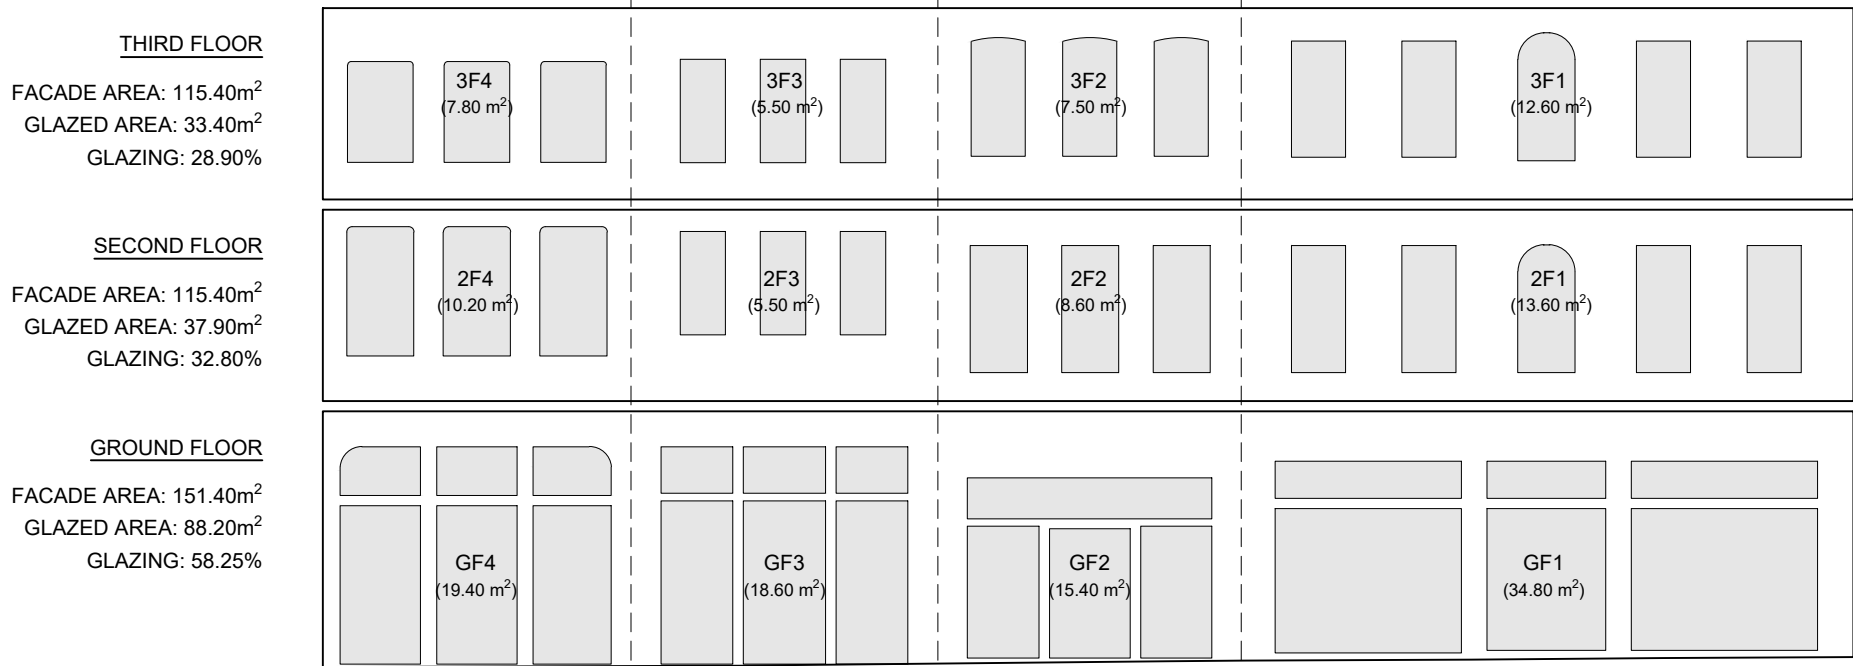 THIRD FLOOR
FACADE AREA: 115.40m²
GLAZED AREA: 33.40m²
GLAZING: 28.90%
3F4
(7.80 m²)
3F3
(5.50 m²)
3F2
(7.50 m²)
3F1
(12.60 m²)
SECOND FLOOR
FACADE AREA: 115.40m²
GLAZED AREA: 37.90m²
GLAZING: 32.80%
2F4
(10.20 m²)
2F3
(5.50 m²)
2F2
(8.60 m²)
2F1
(13.60 m²)
GROUND FLOOR
FACADE AREA: 151.40m²
GLAZED AREA: 88.20m²
GLAZING: 58.25%
GF4
(19.40 m²)
GF3
(18.60 m²)
GF2
(15.40 m²)
GF1
(34.80 m²)